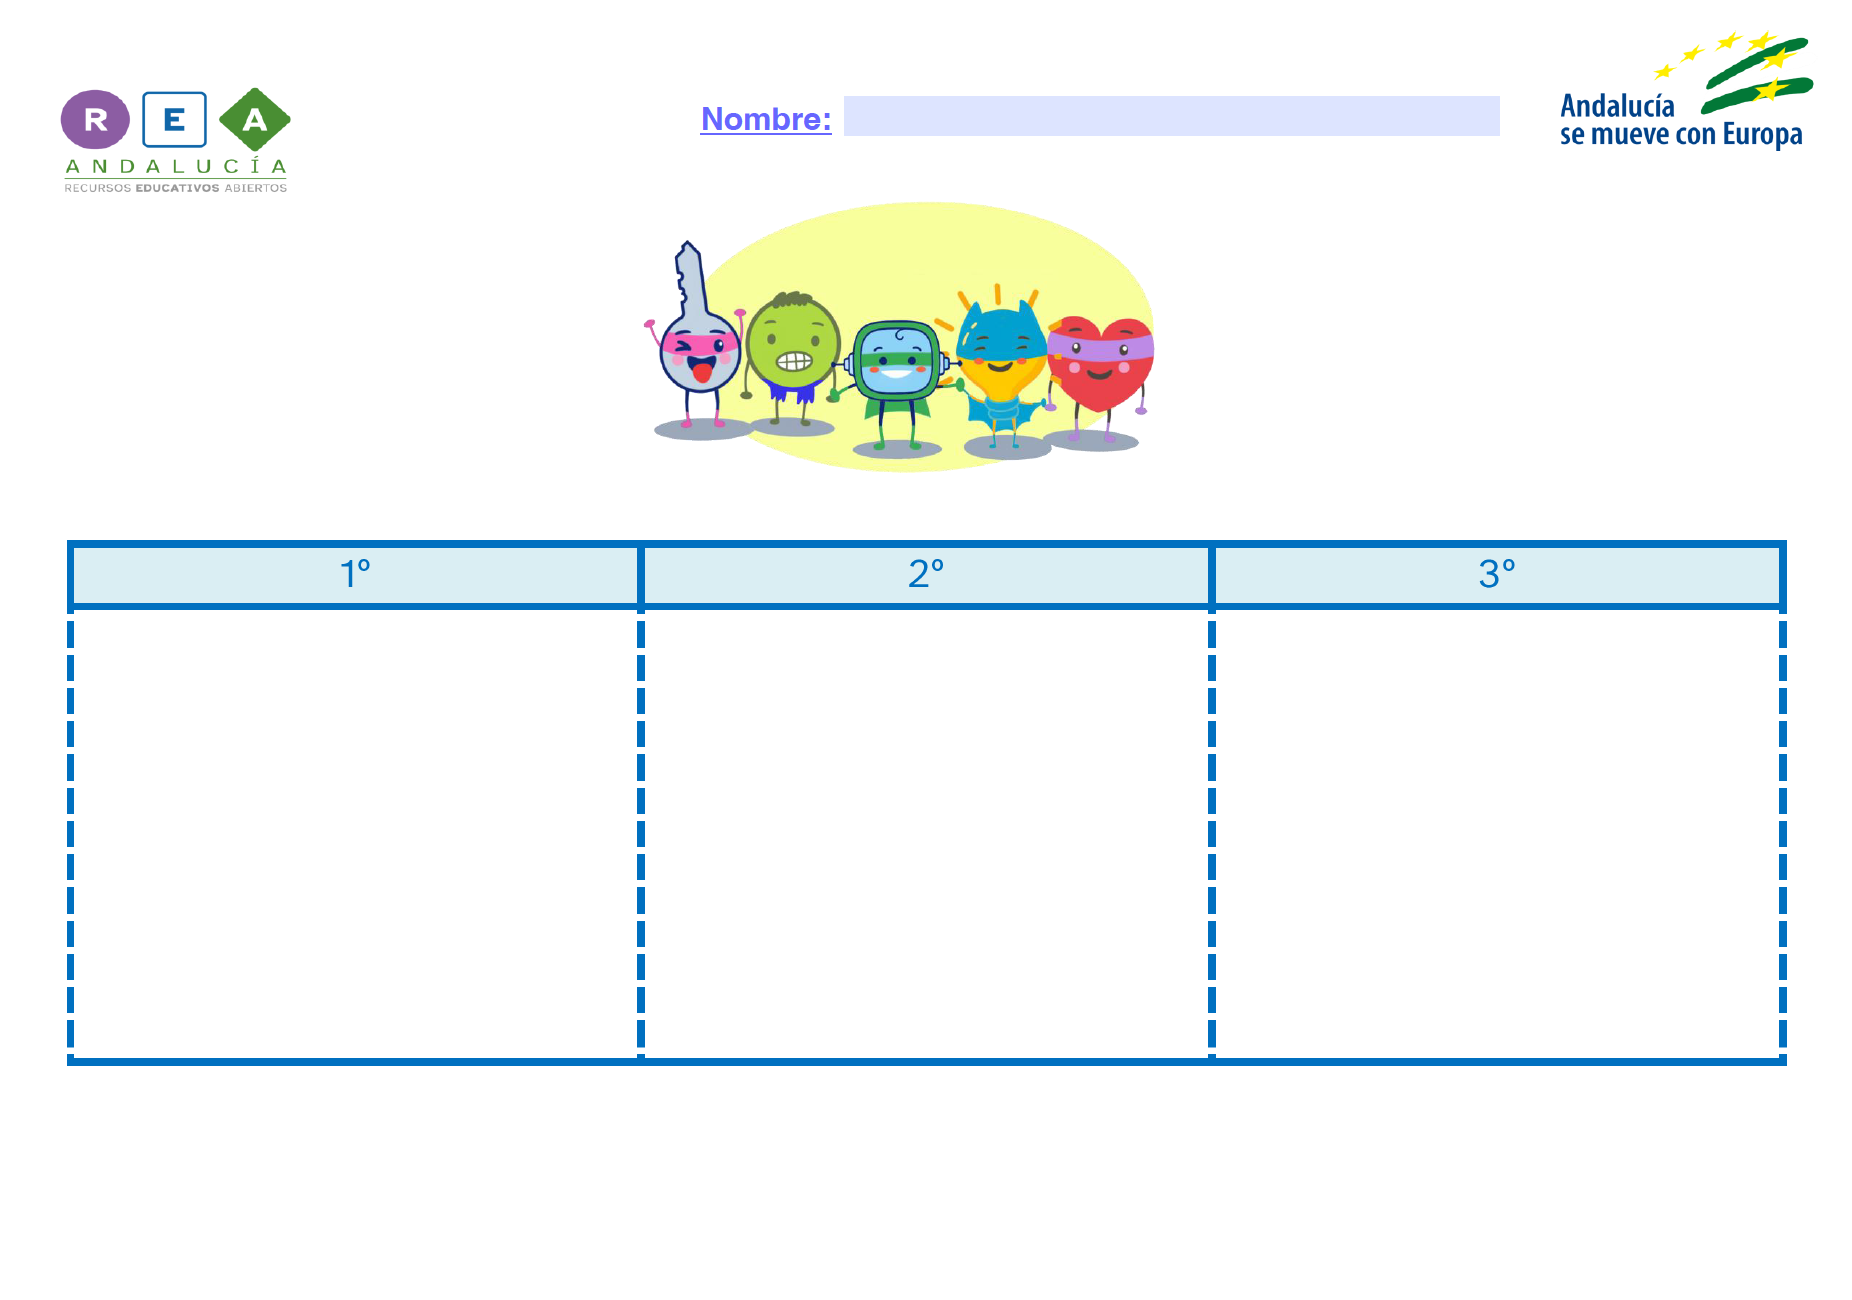 R E A
ANDALUCÍA
RECURSOS EDUCATIVOS ABIERTOS
Nombre:
Andalucía
se mueve con Europa
1º
2º
3º